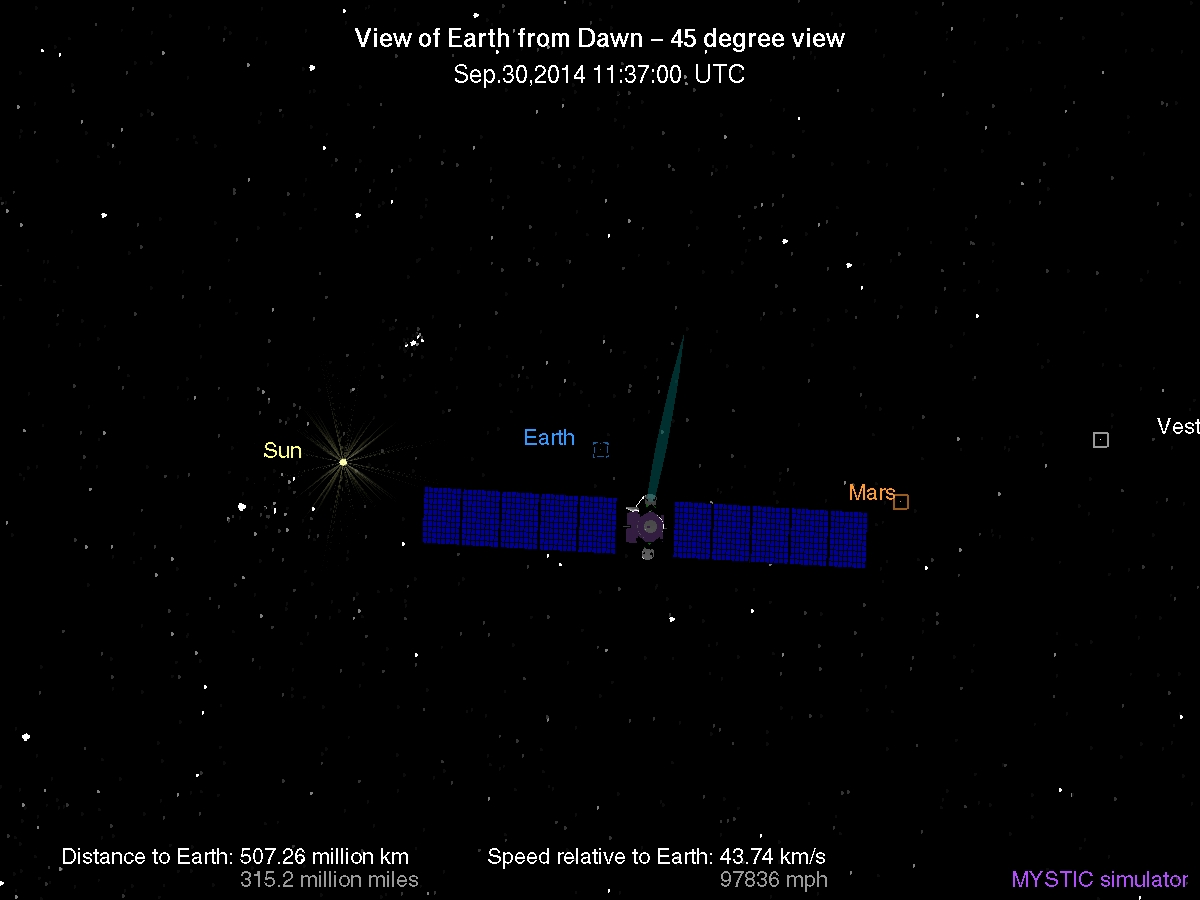 View of Earth from Dawn – 45 degree view
Sep.30,2014 11:37:00 UTC
Vest
Earth
Sun
Mars
Distance to Earth: 507.26 million km
315.2 million miles
Speed relative to Earth: 43.74 km/s
97836 mph
MYSTIC simulator